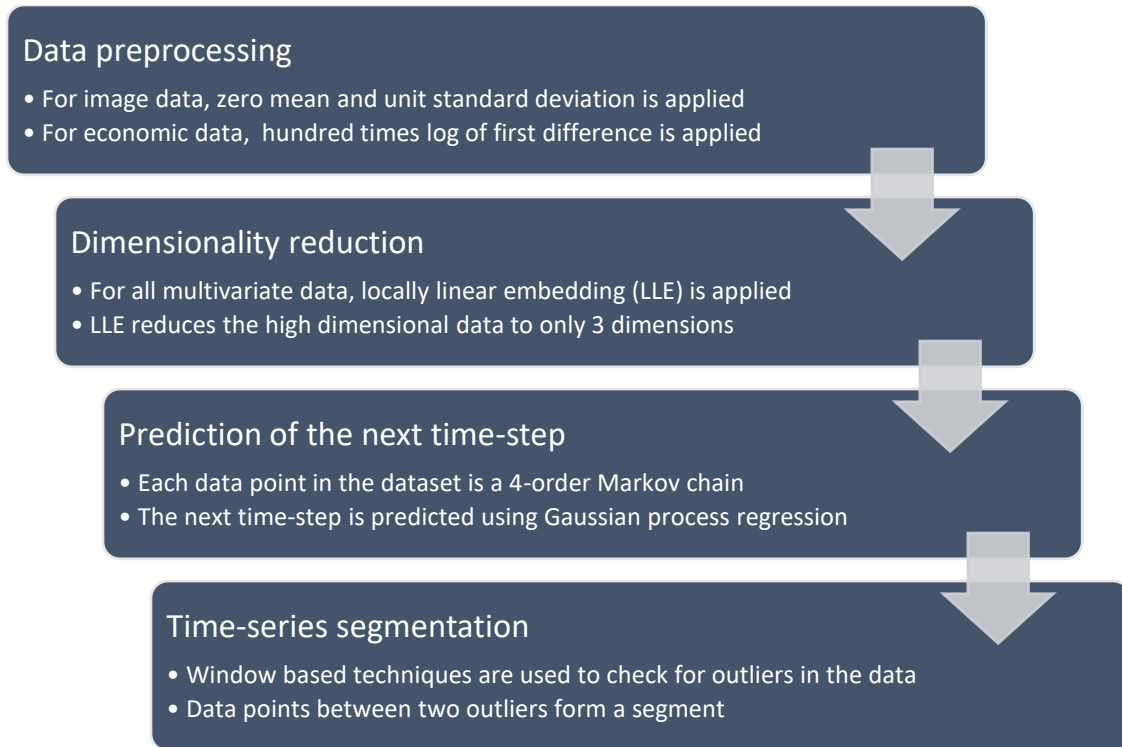 Data preprocessing
• For image data, zero mean and unit standard deviation is applied
• For economic data,  hundred times log of first difference is applied
Dimensionality reduction
• For all multivariate data, locally linear embedding (LLE) is applied
• LLE reduces the high dimensional data to only 3 dimensions
Prediction of the next time-step
• Each data point in the dataset is a 4-order Markov chain
• The next time-step is predicted using Gaussian process regression
Time-series segmentation
• Window based techniques are used to check for outliers in the data
• Data points between two outliers form a segment